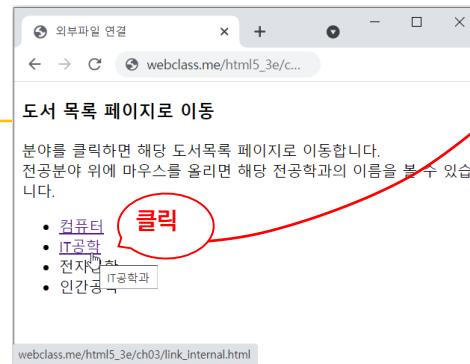 외부파일 연결
webclass.me/html5_3e/c...
도서 목록 페이지로 이동
분야를 클릭하면 해당 도서목록 페이지로 이동합니다.
전공분야 위에 마우스를 올리면 해당 전공학과의 이름을 볼 수 있습
니다.
컴퓨터
클릭
IT공학
전자공학
IT공학과
인간공학
webclass.me/html5_3e/ch03/link_internal.html